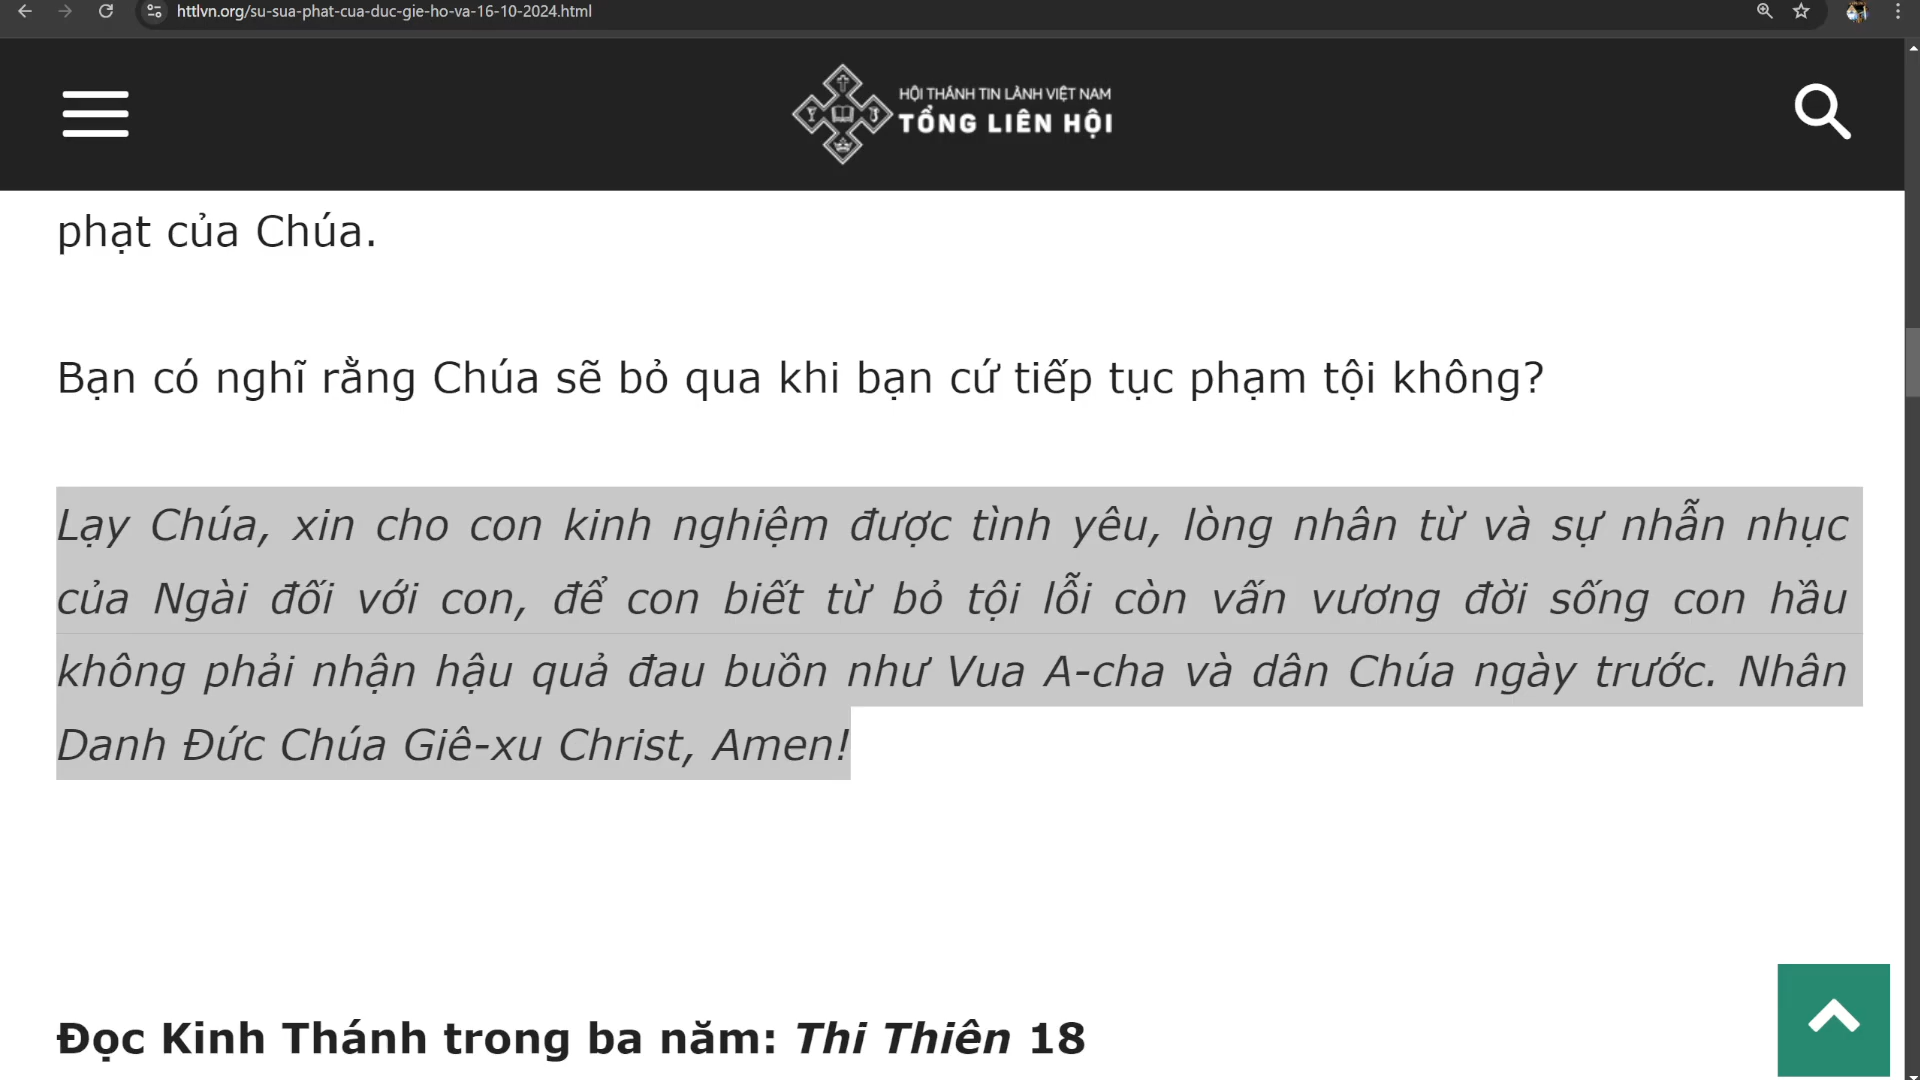 httlvn.org/su-sua-phat-cua-duc-gie-ho-va-16-10-2024.html
HỘI THÁNH TIN LÀNH VIỆT NAM
TỔNG LIÊN HỘI
phạt của Chúa.
Bạn có nghĩ rằng Chúa sẽ bỏ qua khi bạn cứ tiếp tục phạm tội không?
Lạy Chúa, xin cho con kinh nghiệm được tình yêu, lòng nhân từ và sự nhẫn nhục
của Ngài đối với con, để con biết từ bỏ tội lỗi còn vấn vương đời sống con hầu
không phải nhận hậu quả đau buồn như Vua A-cha và dân Chúa ngày trước. Nhân
Danh Đức Chúa Giê-xu Christ, Amen!
Đọc Kinh Thánh trong ba năm: Thi Thiên 18